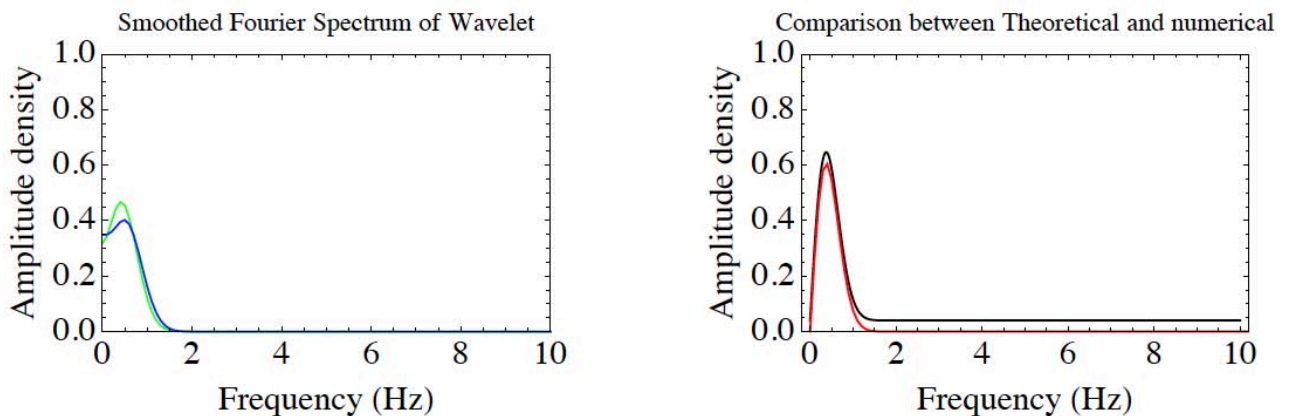 Smoothed Fourier Spectrum of Wavelet
1.0
0.8
0.6
0.4
0.2
0.0
Amplitude density
0 2 4 6 8 10
Frequency (Hz)
Comparison between Theoretical and numerical
1.0
0.8
0.6
0.4
0.2
0.0
Amplitude density
0 2 4 6 8 10
Frequency (Hz)